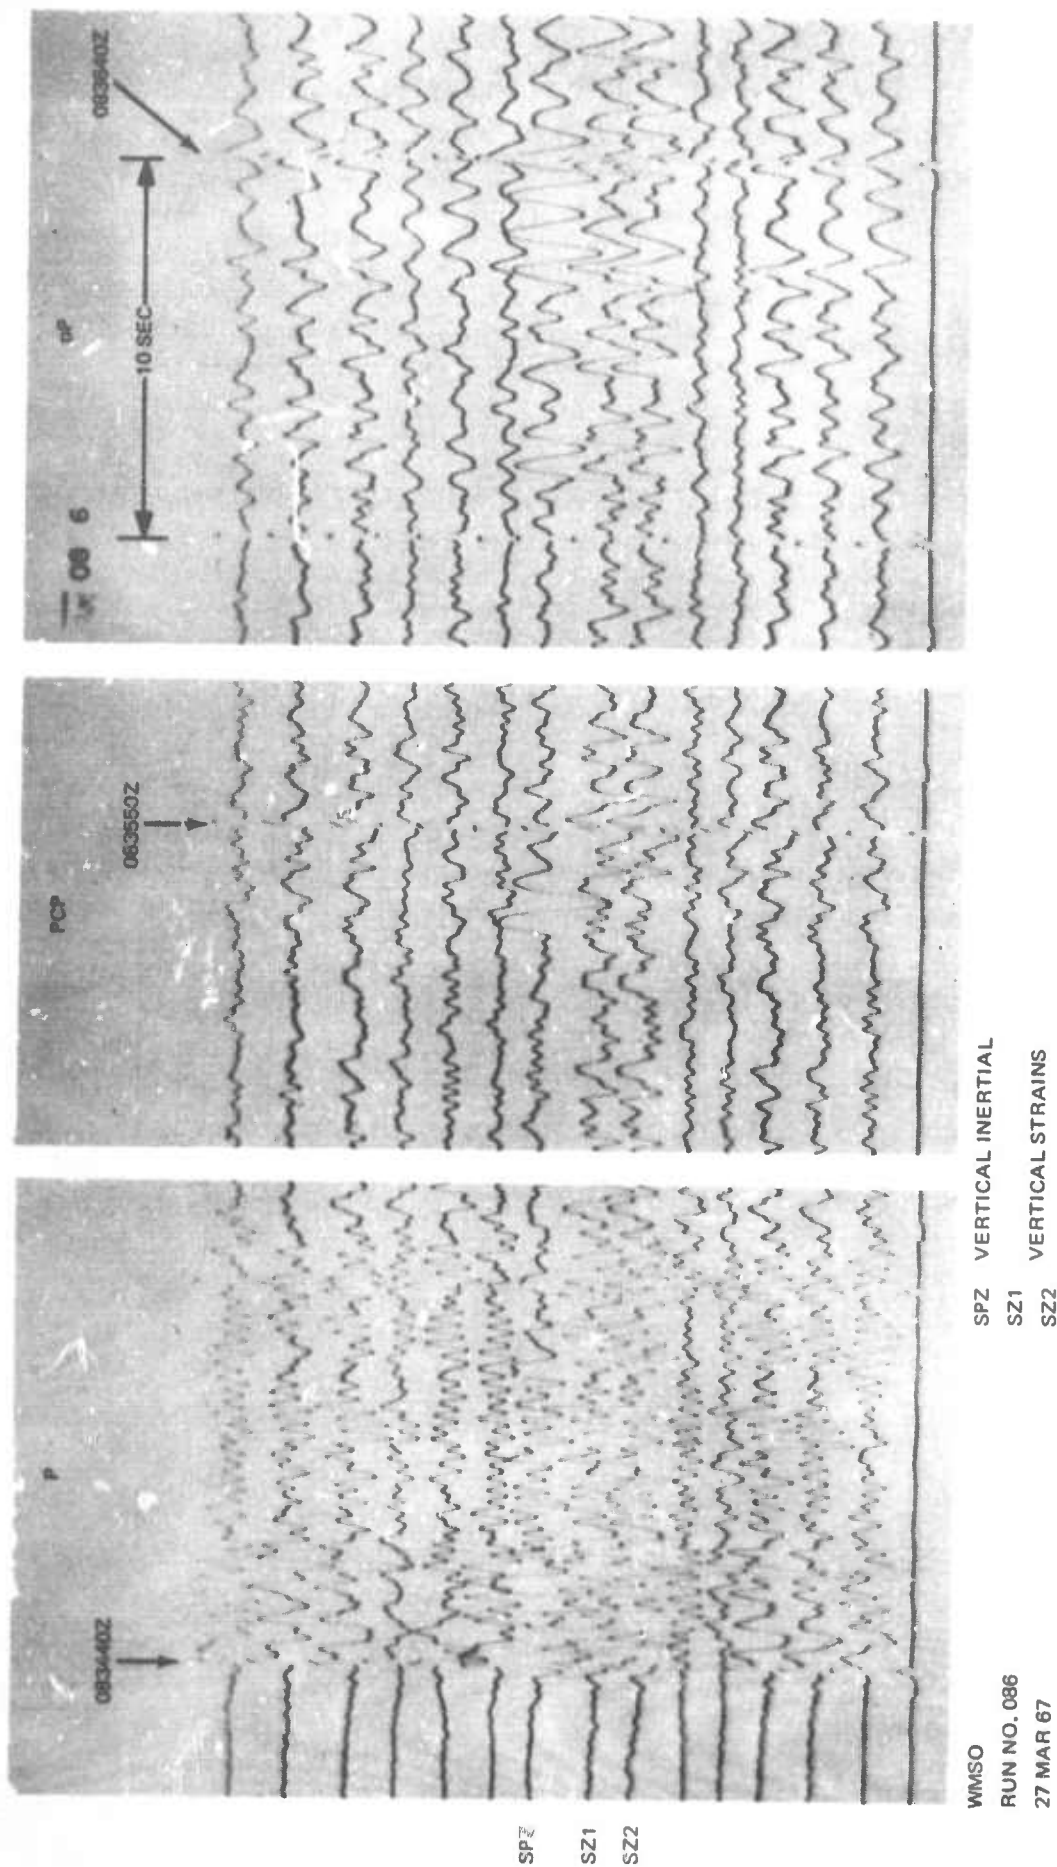 P
083440Z
PCP
083550Z
pP
083640Z
10 SEC
SPZ
SZ1
SZ2
WMSO
RUN NO. 086
27 MAR 67
SPZ VERTICAL INERTIAL
SZ1
VERTICAL STRAINS
SZ2